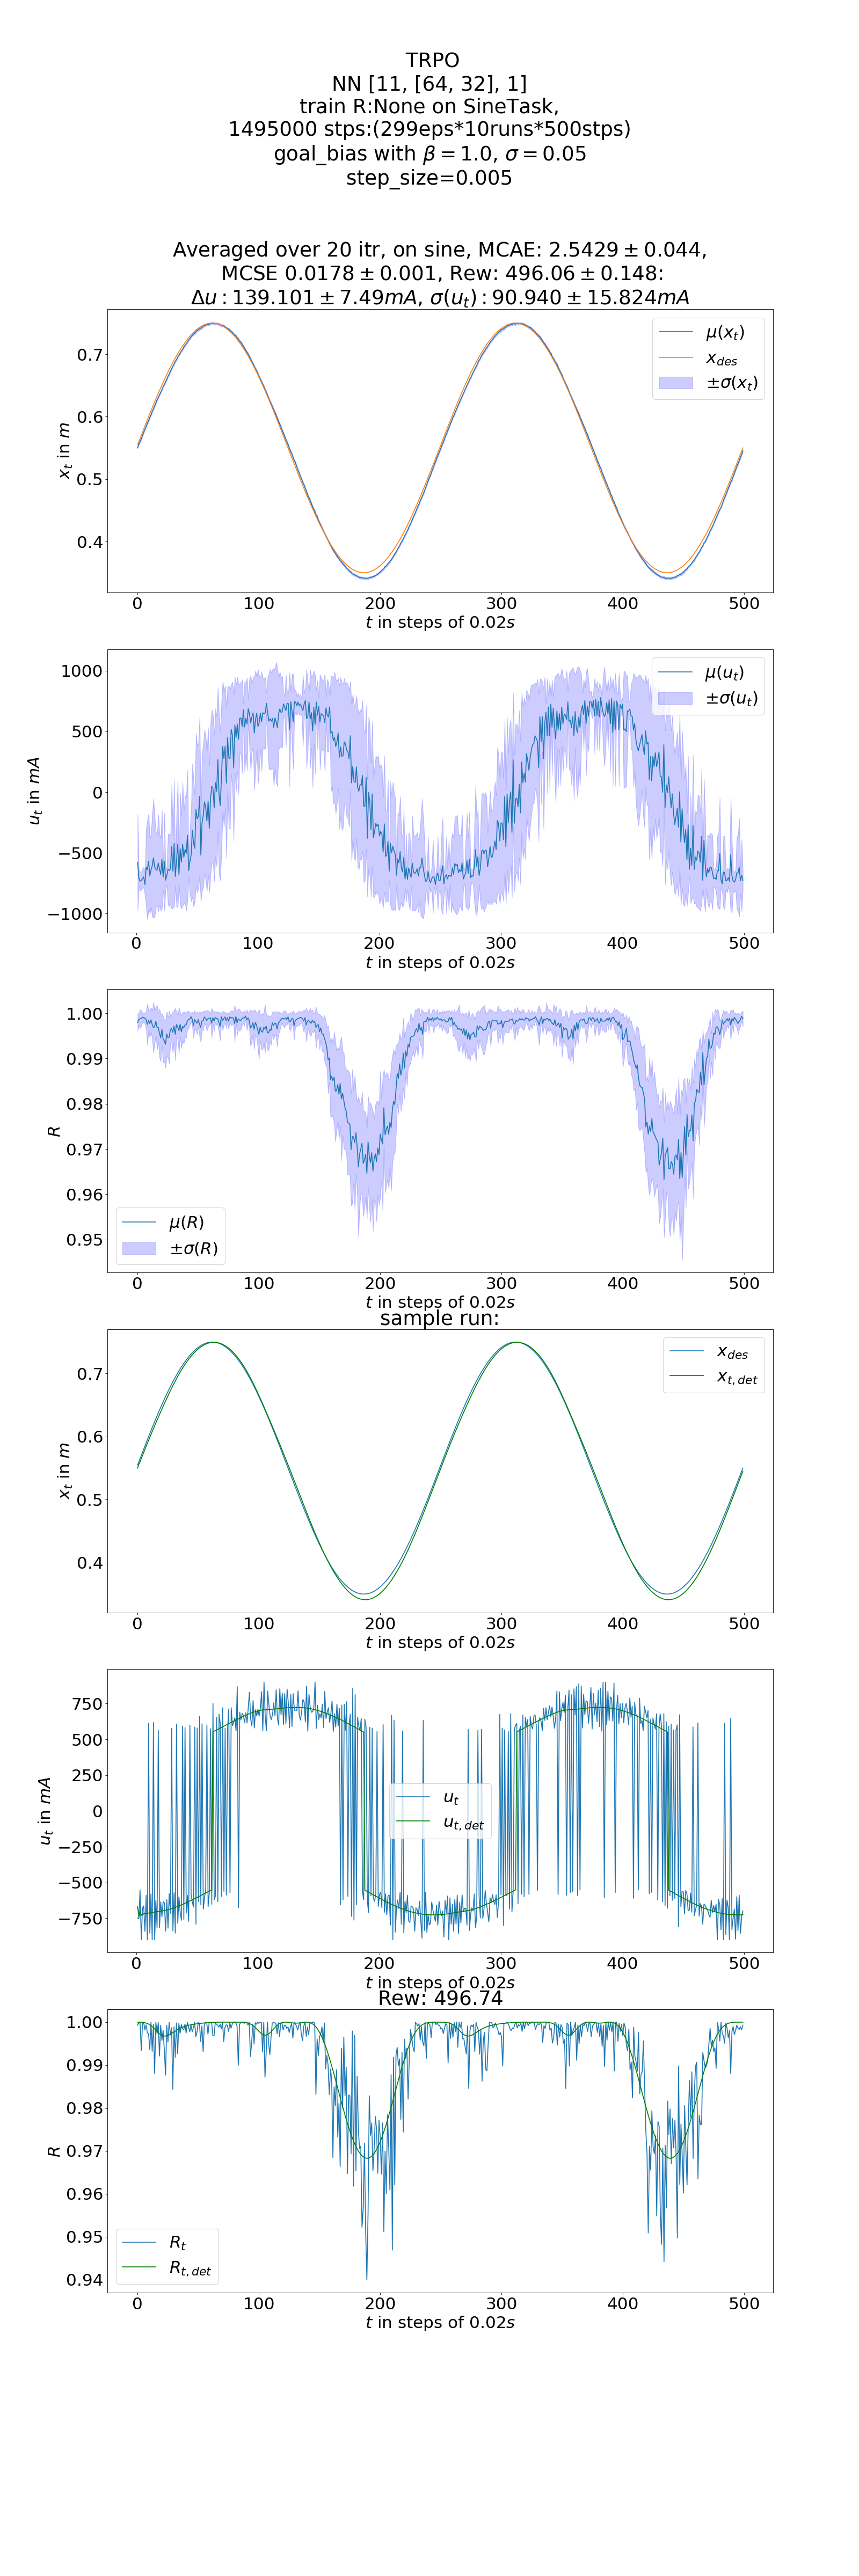 TRPO
NN [11, [64, 32], 1]
train R:None on SineTask,
1495000 stps:(299eps*10runs*500stps)
goal_bias with β = 1.0, σ = 0.05
step_size=0.005
Averaged over 20 itr, on sine, MCAE: 2.5429 ± 0.044,
MCSE 0.0178 ± 0.001, Rew: 496.06 ± 0.148:
Δu : 139.101 ± 7.49mA, σ(u_t) : 90.940 ± 15.824mA
μ(x_t)
x_des
±σ(x_t)
x_t in m
0.7
0.6
0.5
0.4
0 100 200 300 400 500
t in steps of 0.02s
μ(u_t)
±σ(u_t)
u_t in mA
1000
500
0
−500
−1000
0 100 200 300 400 500
t in steps of 0.02s
R
1.00
0.99
0.98
0.97
0.96
0.95
μ(R)
±σ(R)
0 100 200 300 400 500
t in steps of 0.02s
sample run:
x_des
x_t,det
x_t in m
0.7
0.6
0.5
0.4
0 100 200 300 400 500
t in steps of 0.02s
u_t in mA
750
500
250
0
−250
−500
−750
u_t
u_t,det
0 100 200 300 400 500
t in steps of 0.02s
Rew: 496.74
R
1.00
0.99
0.98
0.97
0.96
0.95
0.94
R_t
R_t,det
0 100 200 300 400 500
t in steps of 0.02s